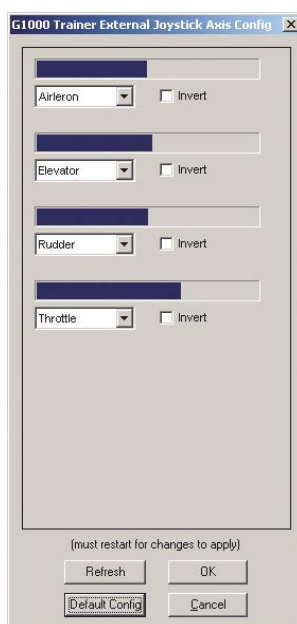 G1000 Trainer External Joystick Axis Config
Airleron Invert
Elevator Invert
Rudder Invert
Throttle Invert
(must restart for changes to apply)
Refresh OK
Default Config Cancel